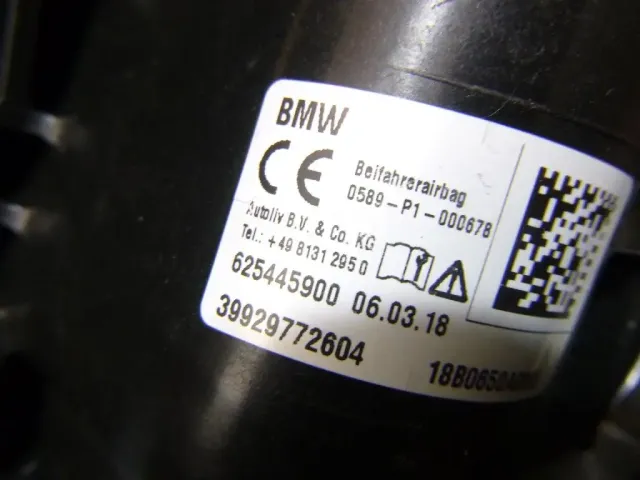 BMW
CE
Beifahrerairbag
0589-P1-000678
Autoliv B.V. & Co. KG
Tel.: +49 8131 295 0
625445900 06.03.18
39929772604